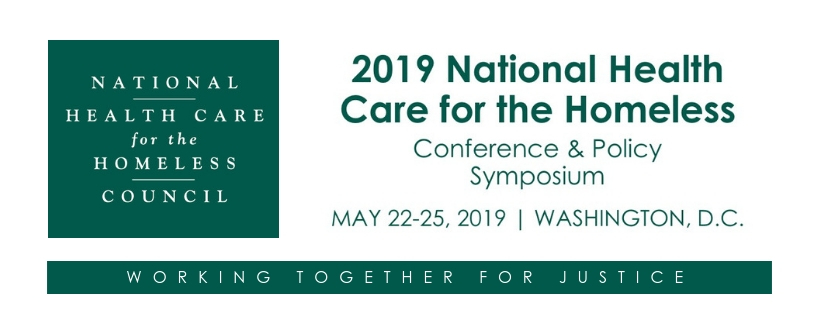 NATIONAL
HEALTH CARE
for the
HOMELESS
COUNCIL
2019 National Health
Care for the Homeless
Conference & Policy
Symposium
MAY 22-25, 2019 | WASHINGTON, D.C.
WORKING TOGETHER FOR JUSTICE